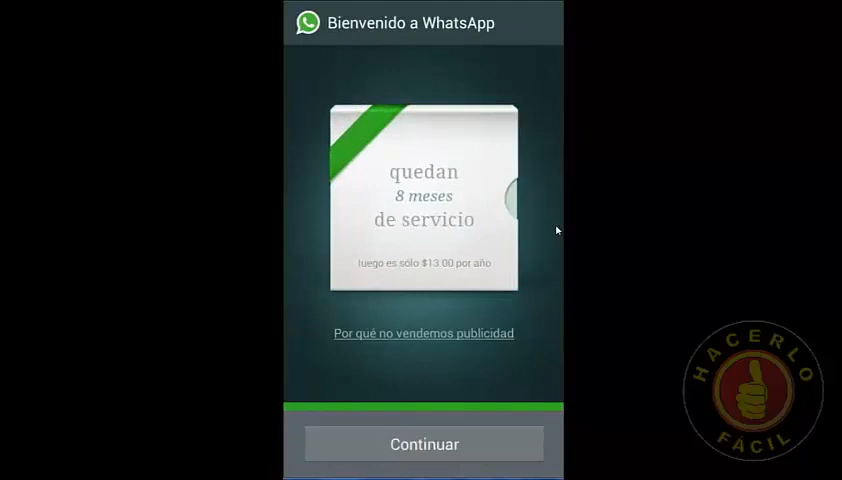 Bienvenido a WhatsApp
quedan
8 meses
de servicio
luego es sólo $13.00 por año
Por qué no vendemos publicidad
Continuar
HACERLO
FÁCIL